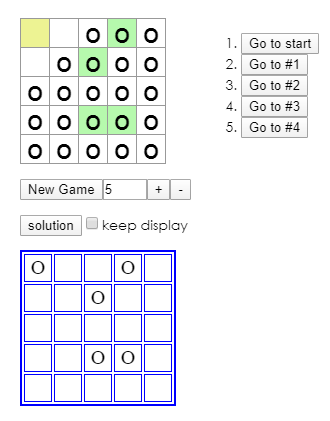 O O O
O O O
O O O O O
O O O O O
O O O O O
1. Go to start
2. Go to #1
3. Go to #2
4. Go to #3
5. Go to #4
New Game 5 + -
solution keep display
O O
O
O O